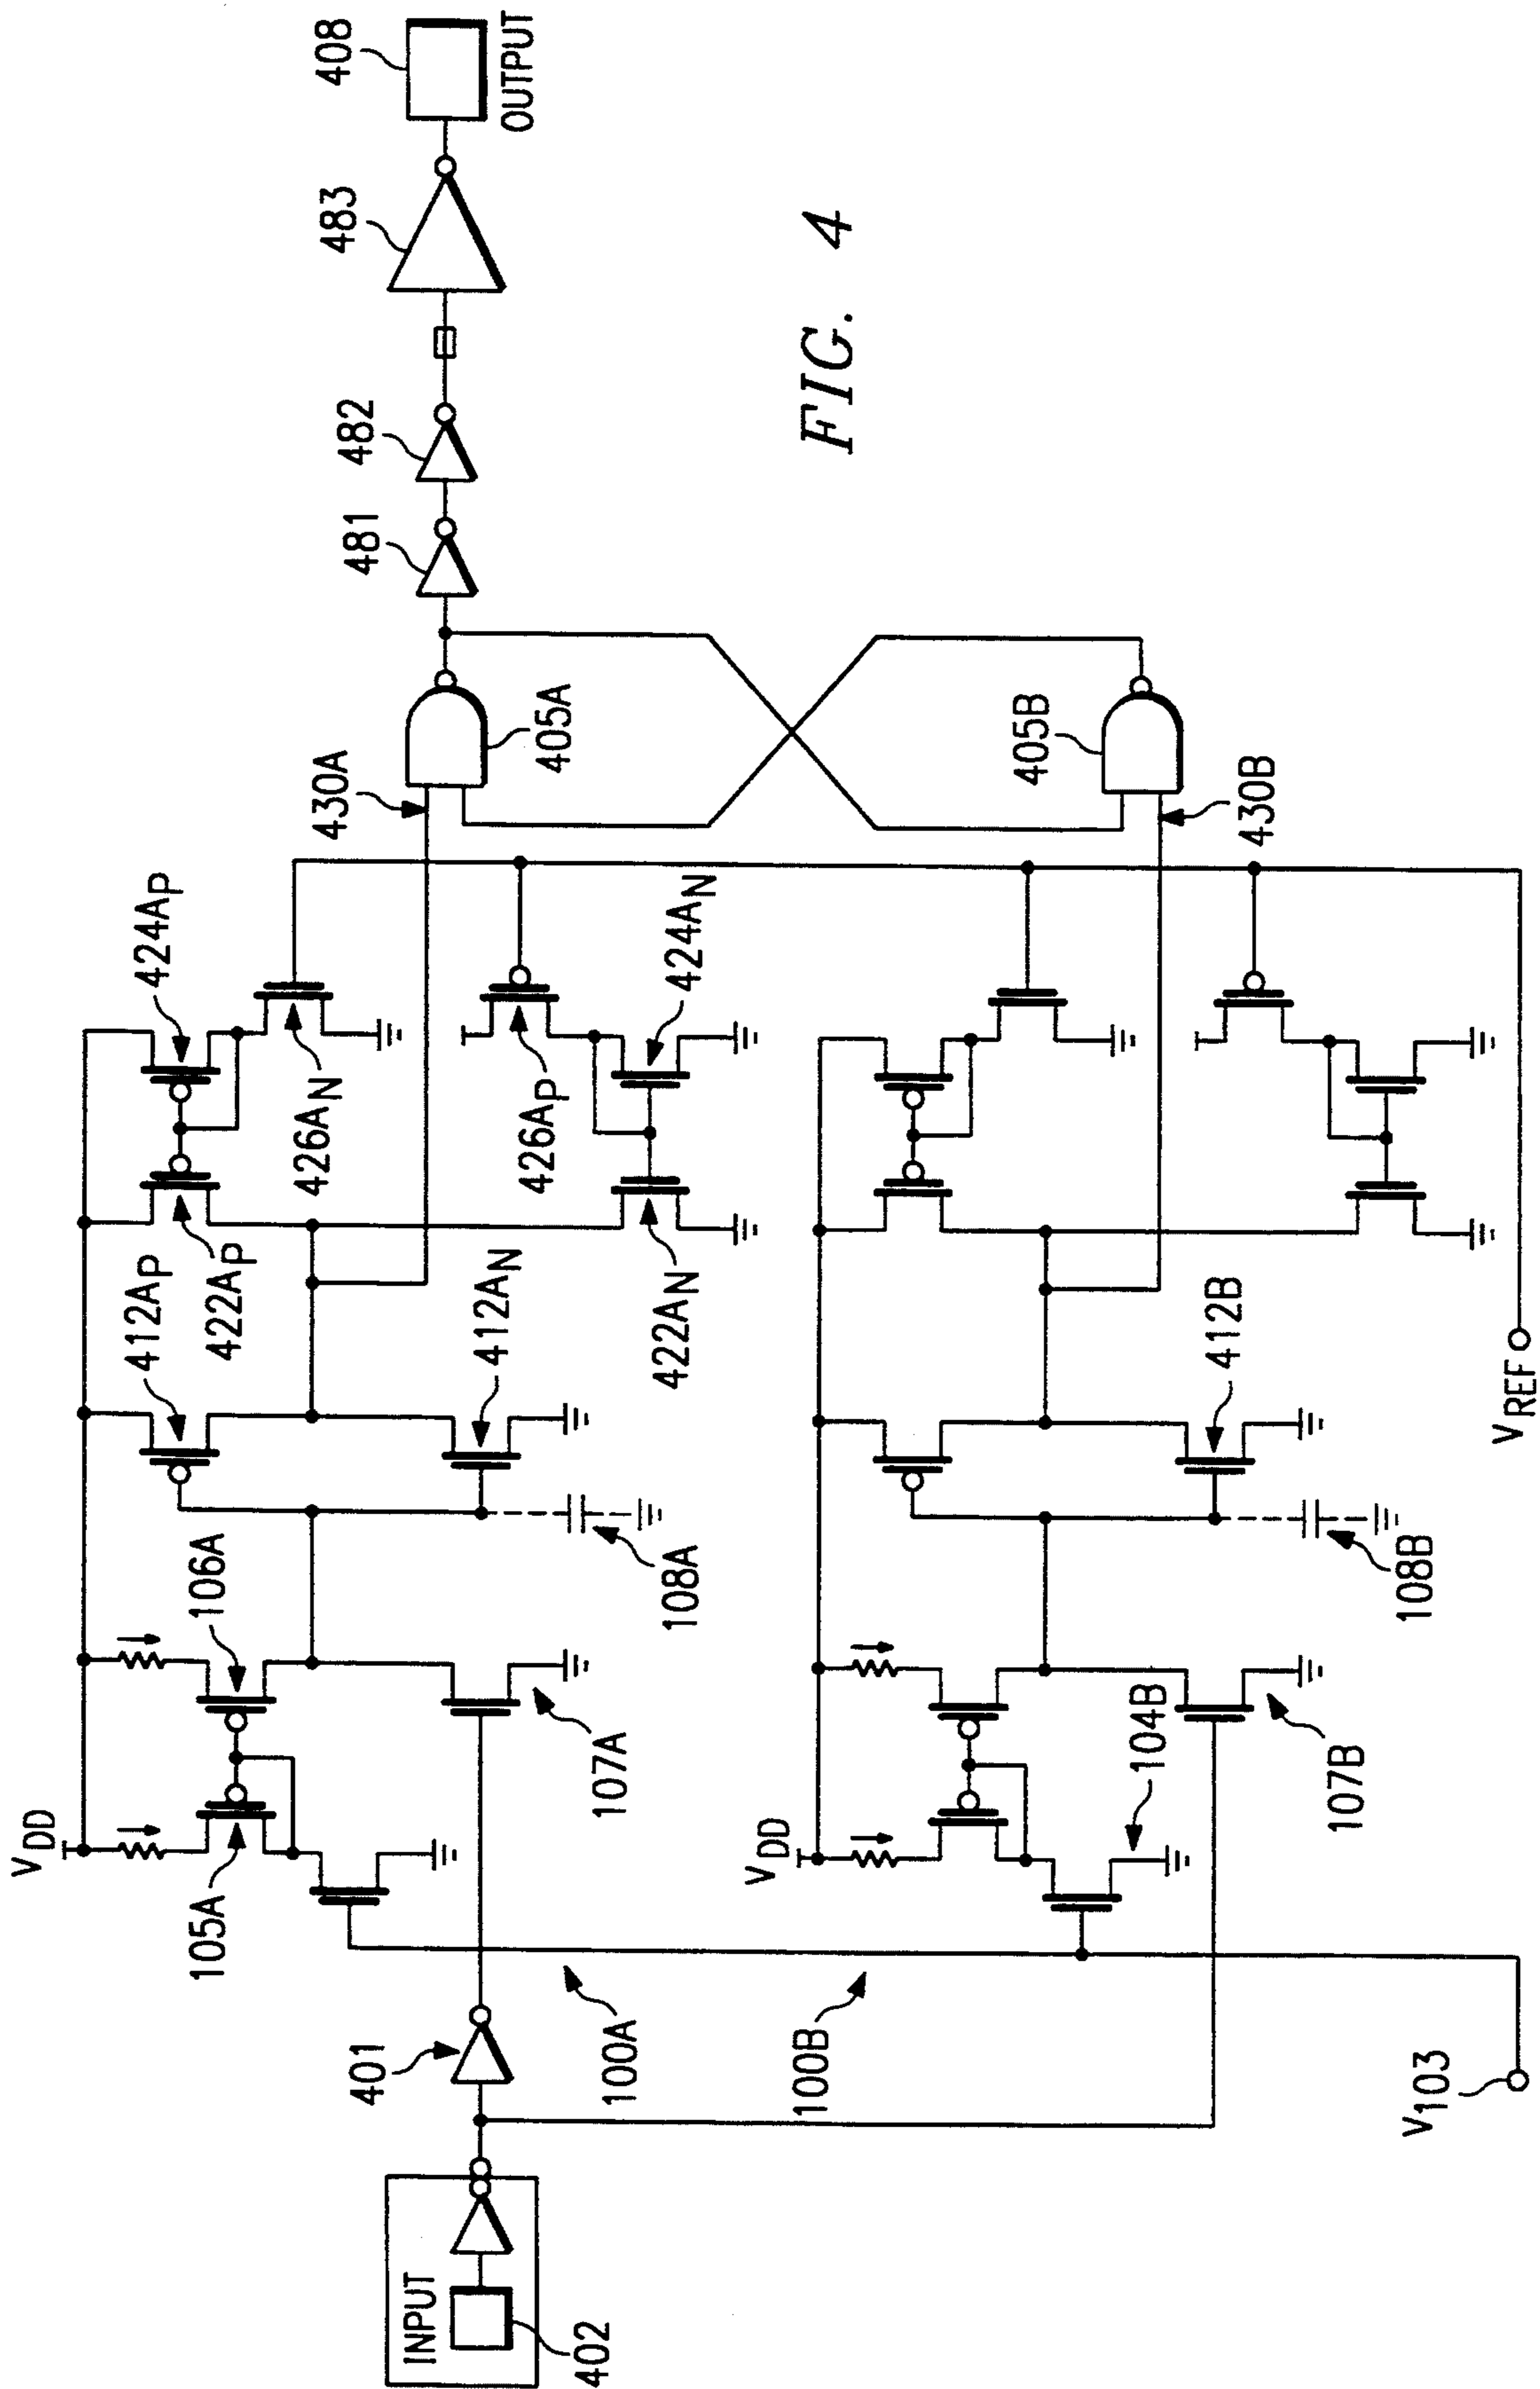 INPUT
402
401
100A
100B
V103
VDD
105A
106A
107A
108A
412AP
412AN
422AP
422AN
424AP
426AN
426AP
424AN
430A
405A
481
482
483
408
OUTPUT
VDD
104B
107B
108B
412B
430B
405B
VREF
FIG. 4